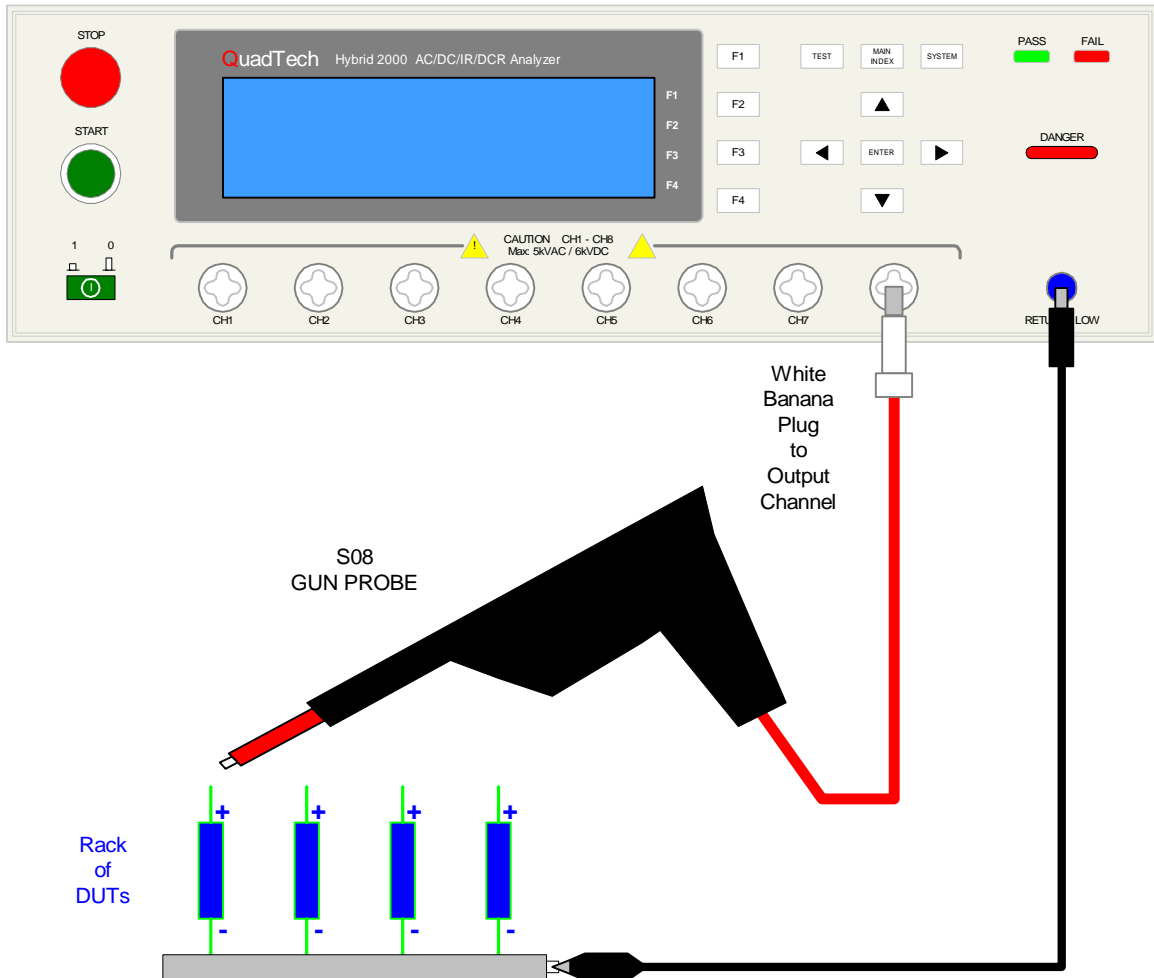 STOP
START
1 0
QuadTech Hybrid 2000 AC/DC/IR/DCR Analyzer
F1
F2
F3
F4
F1
F2
F3
F4
TEST
MAIN
INDEX
SYSTEM
ENTER
PASS FAIL
DANGER
! CAUTION CH1 - CH8
Max: 5kVAC / 6kDC
CH1 CH2 CH3 CH4 CH5 CH6 CH7
LOW
White
Banana
Plug
to
Output
Channel
S08
GUN PROBE
+ + + +
Rack
of
DUTs
- - - -